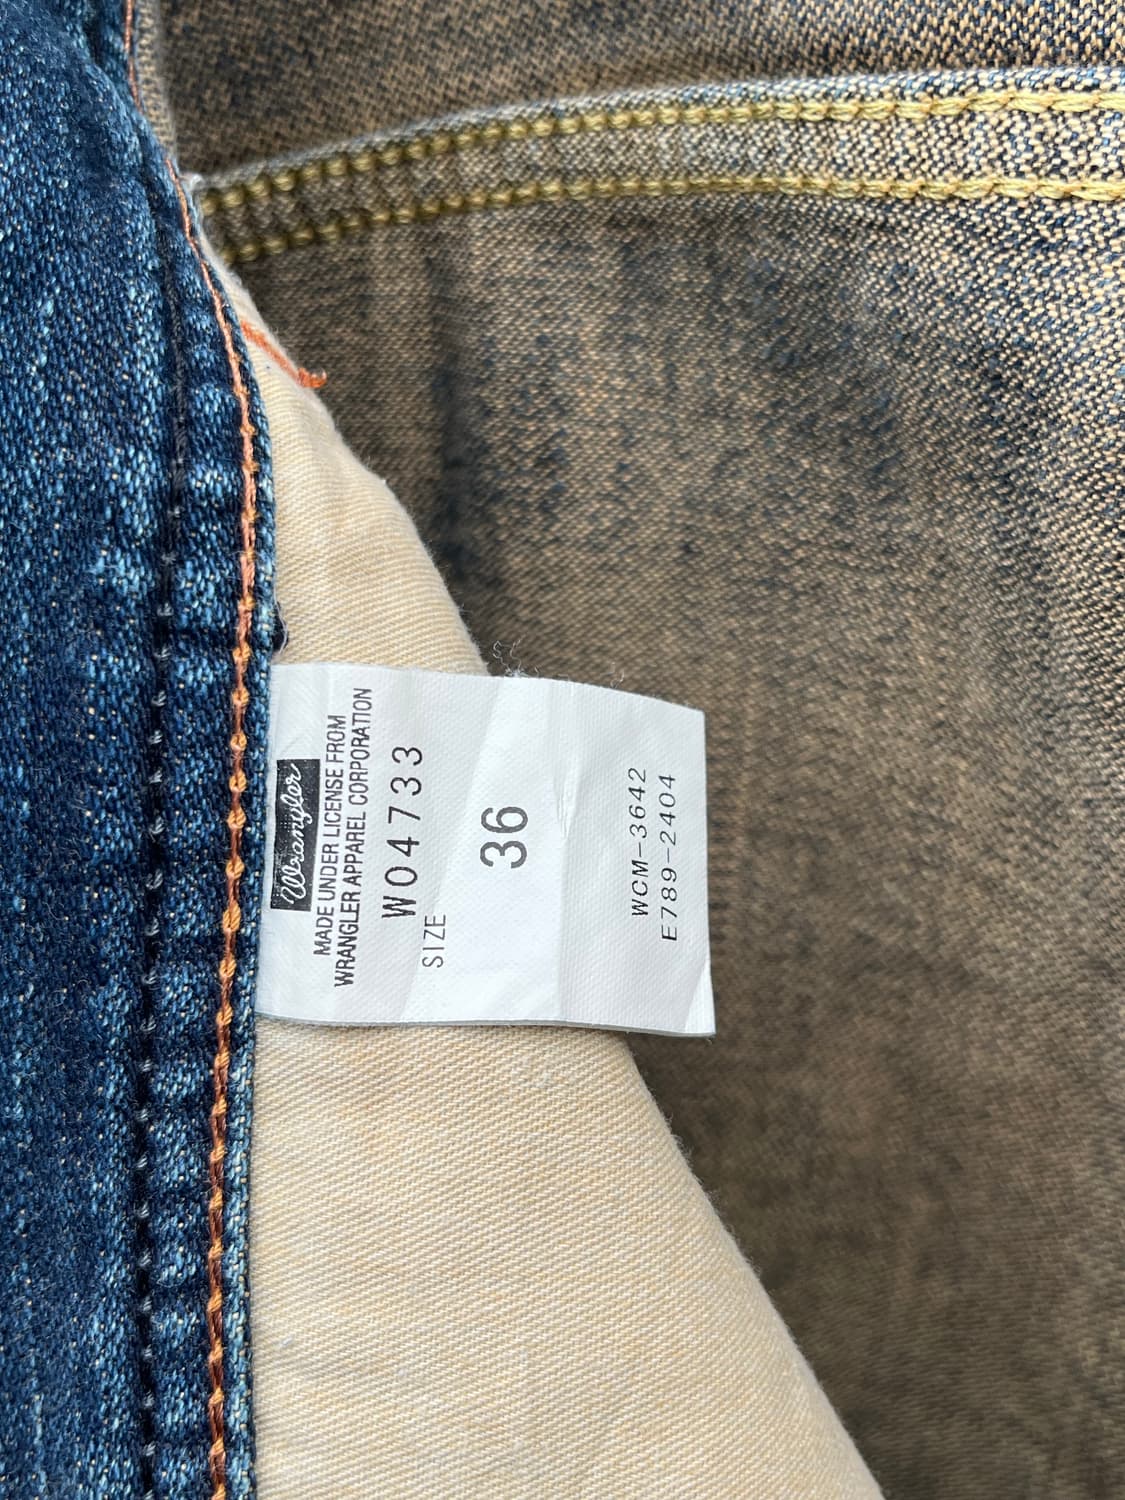 Wrangler
MADE UNDER LICENSE FROM
WRANGLER APPAREL CORPORATION
W04733
SIZE
36
WCM-3642
E789-2404